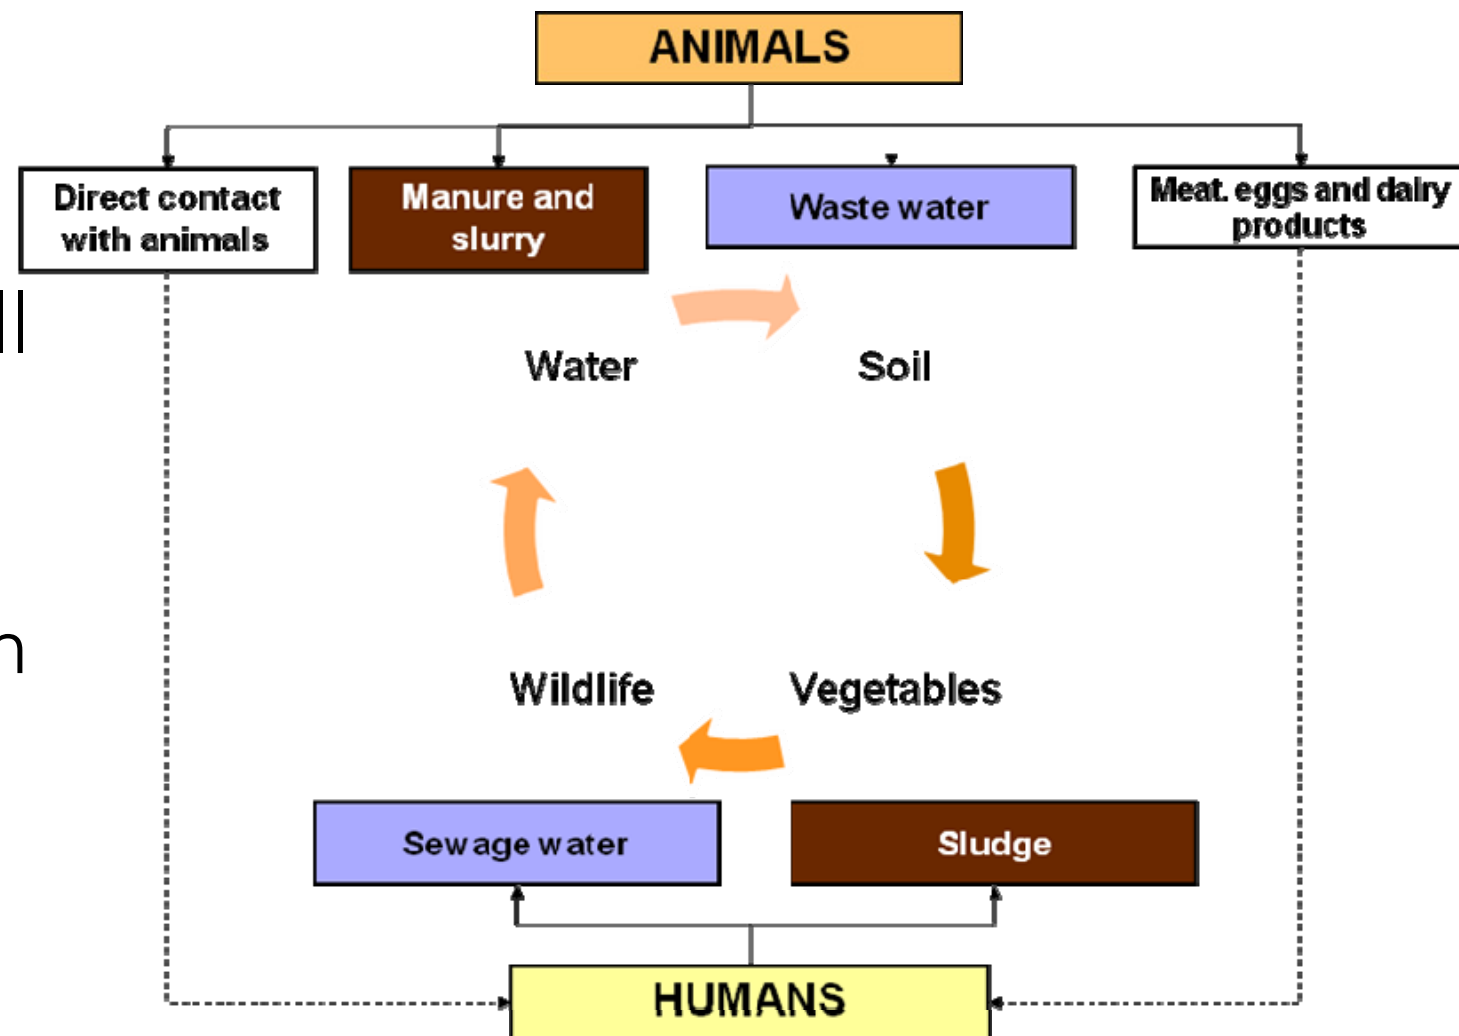 ANIMALS
Direct contact
with animals
Manure and
slurry
Waste water
Meat. eggs and dairy
products
ll
Water
Soil
n
Wildlife
Vegetables
Sewage water
Sludge
HUMANS